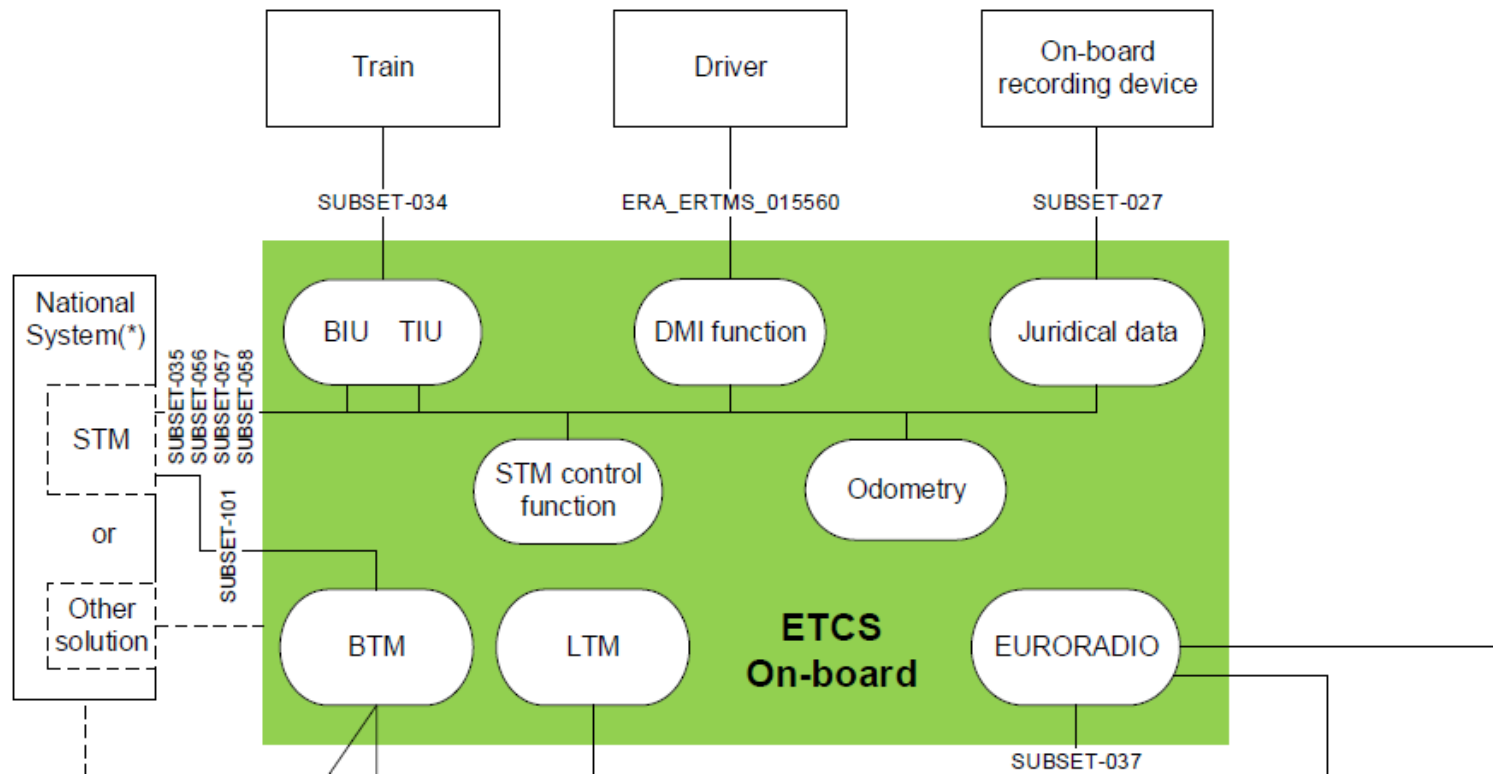 Train
Driver
On-board
recording device
SUBSET-034
ERA_ERTMS_015560
SUBSET-027
National
System(*)
BIU TIU
DMI function
Juridical data
SUBSET-035
SUBSET-056
SUBSET-057
SUBSET-058
STM
STM control
function
Odometry
or
SUBSET-101
Other
solution
BTM
LTM
ETCS
On-board
EURORADIO
SUBSET-037